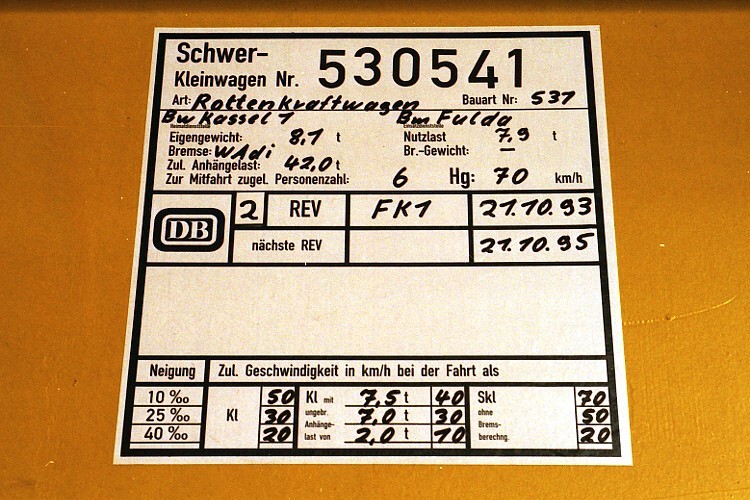 Schwer-
Kleinwagen Nr. 530541
Art: Rottenkraftwagen Bauart Nr: 537
Bw Kassel 1 Bm Fulda
Eigengewicht: 8,1 t Nutzlast 7,9 t
Bremse: WAdi Br.-Gewicht: —
Zul. Anhängelast: 42,0 t
Zur Mitfahrt zugel. Personenzahl: 6 Hg: 70 km/h
DB 2 REV FK1 21.10.93
nächste REV 21.10.95
Neigung Zul. Geschwindigkeit in km/h bei der Fahrt als
10 ‰ 50 Kl mit 7,5 t 40 Skl 70
25 ‰ Kl 30 ungebr. 7,0 t 30 ohne 50
40 ‰ 20 Anhänge- Brems-
last von 2,0 t 10 berechng. 20